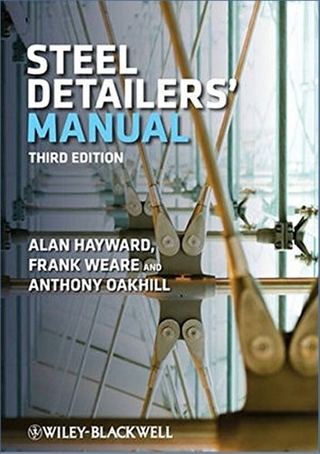 STEEL
DETAILERS'
MANUAL
THIRD EDITION
ALAN HAYWARD,
FRANK WEARE AND
ANTHONY OAKHILL
WILEY-BLACKWELL